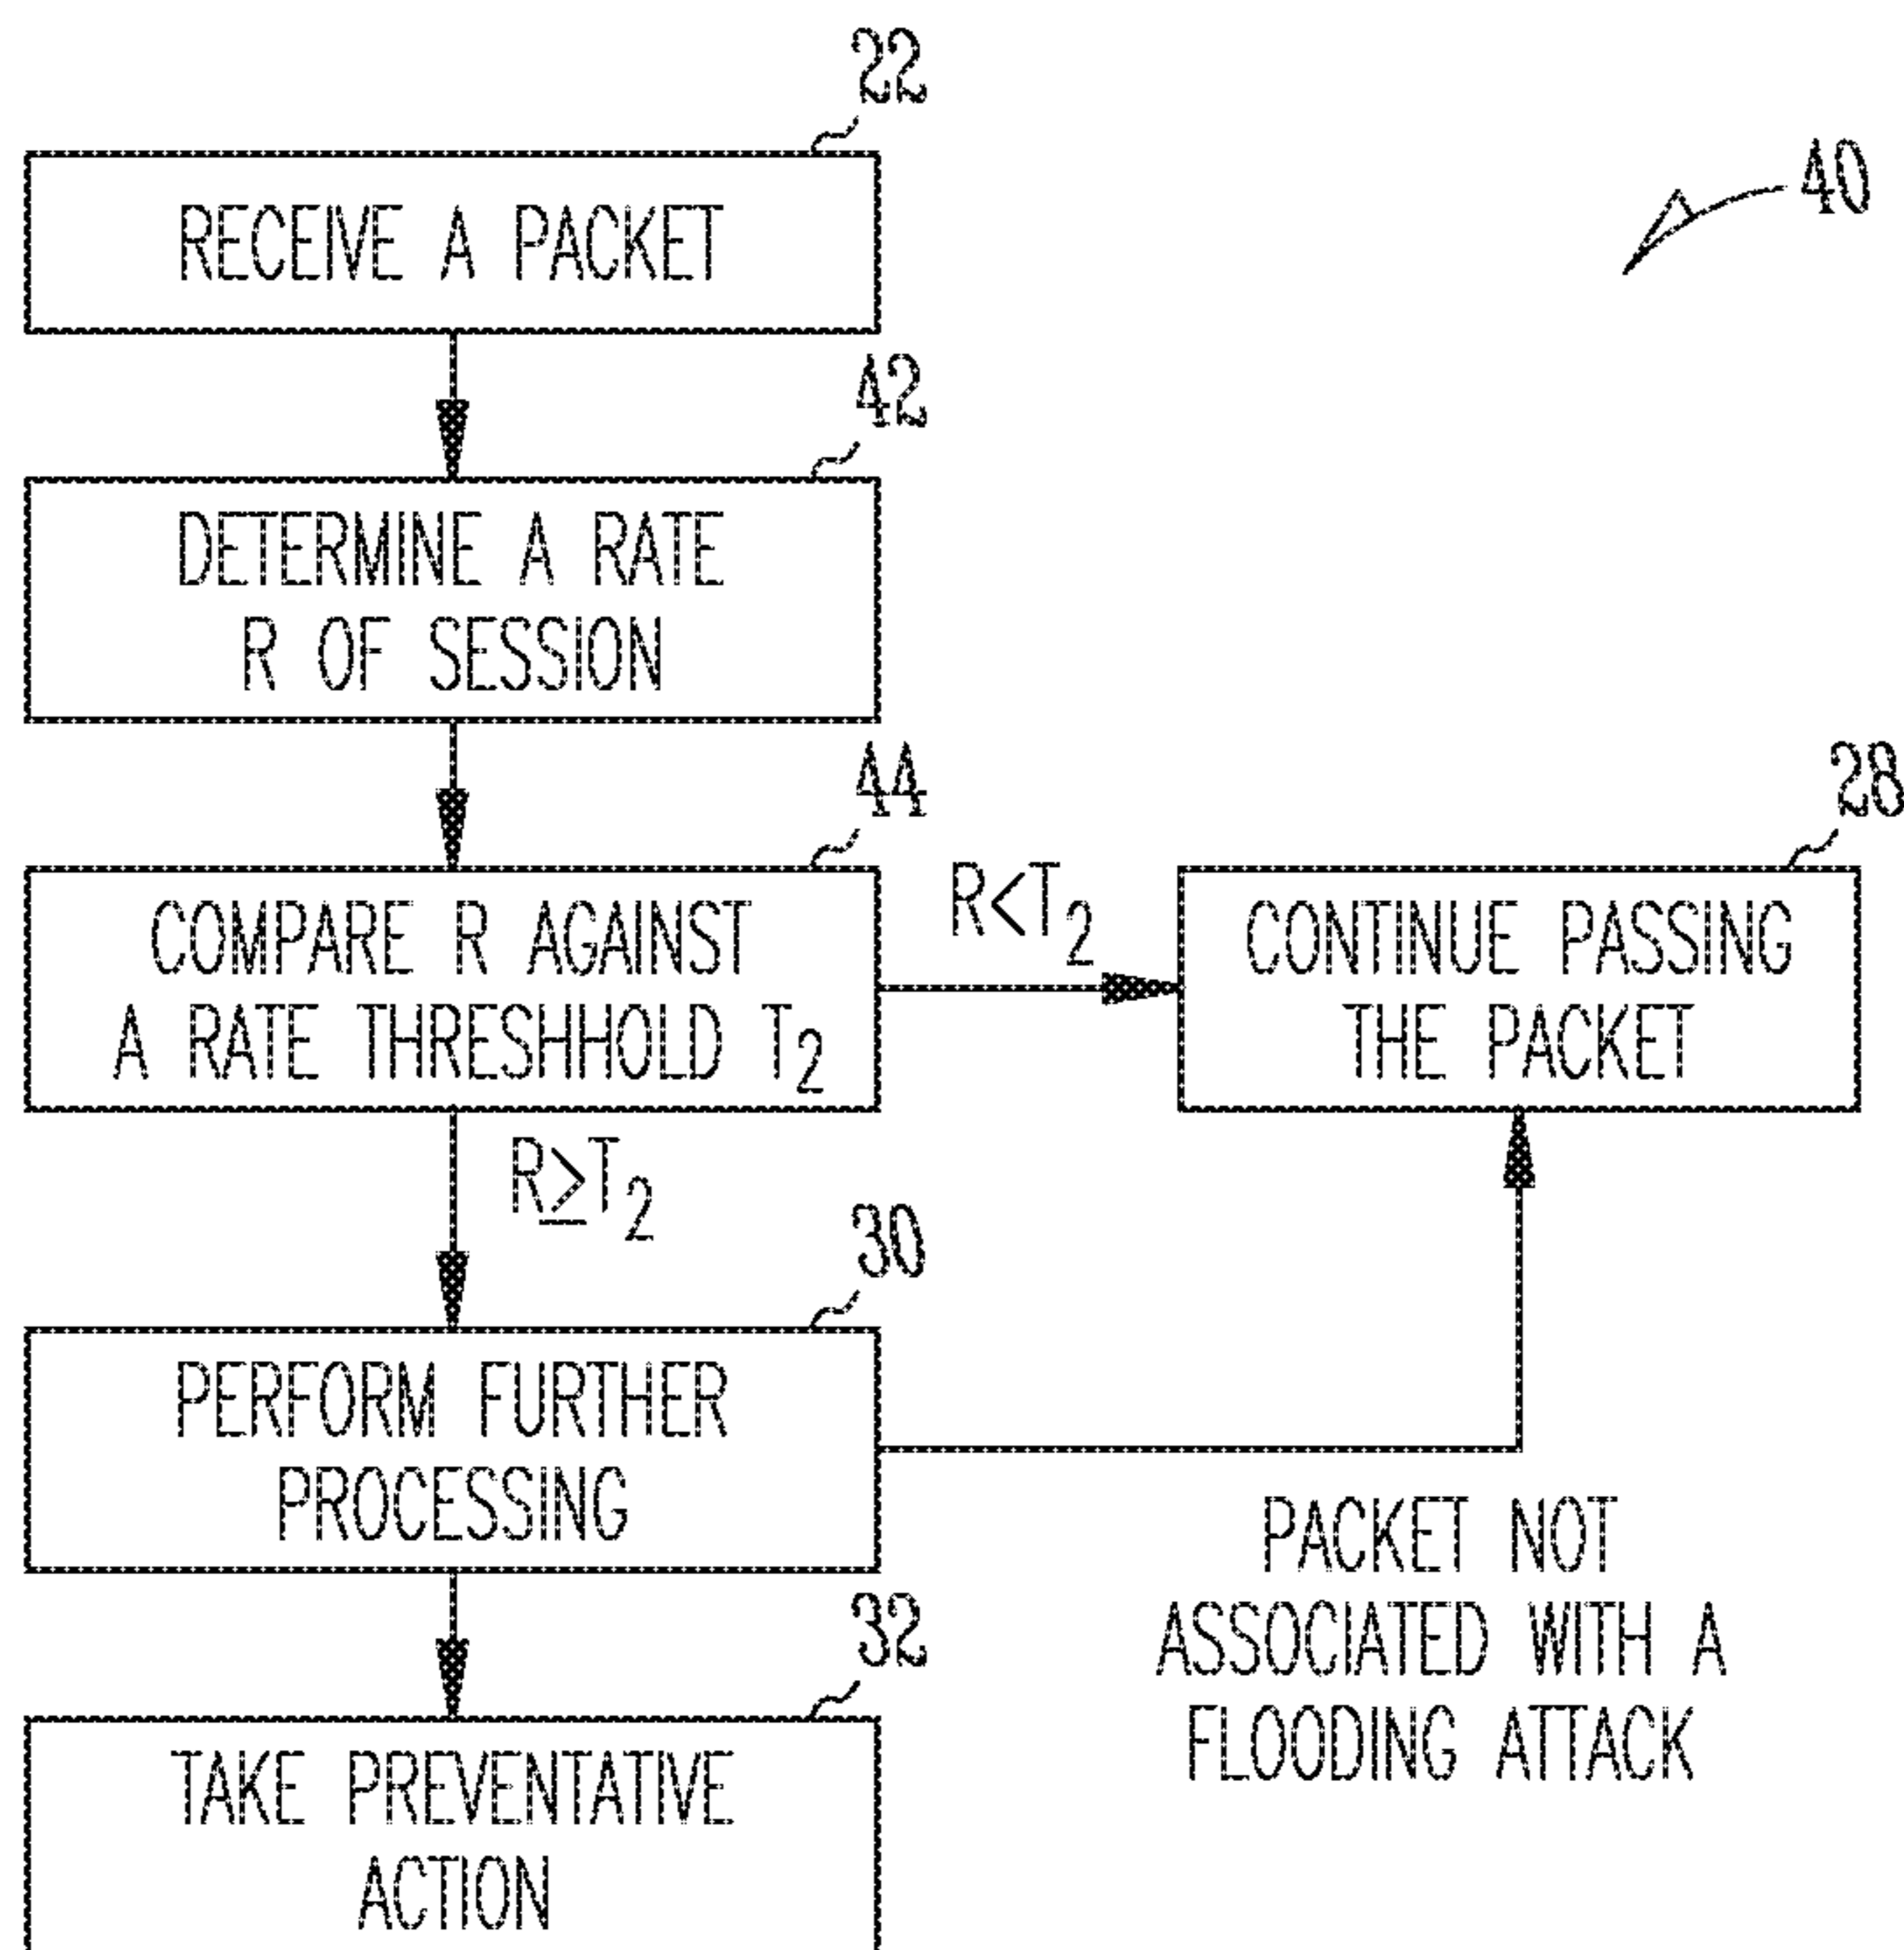 22
RECEIVE A PACKET
40
42
DETERMINE A RATE
R OF SESSION
44
COMPARE R AGAINST
A RATE THRESHHOLD T₂
R<T₂
28
CONTINUE PASSING
THE PACKET
R≥T₂
30
PERFORM FURTHER
PROCESSING
PACKET NOT
ASSOCIATED WITH A
FLOODING ATTACK
32
TAKE PREVENTATIVE
ACTION